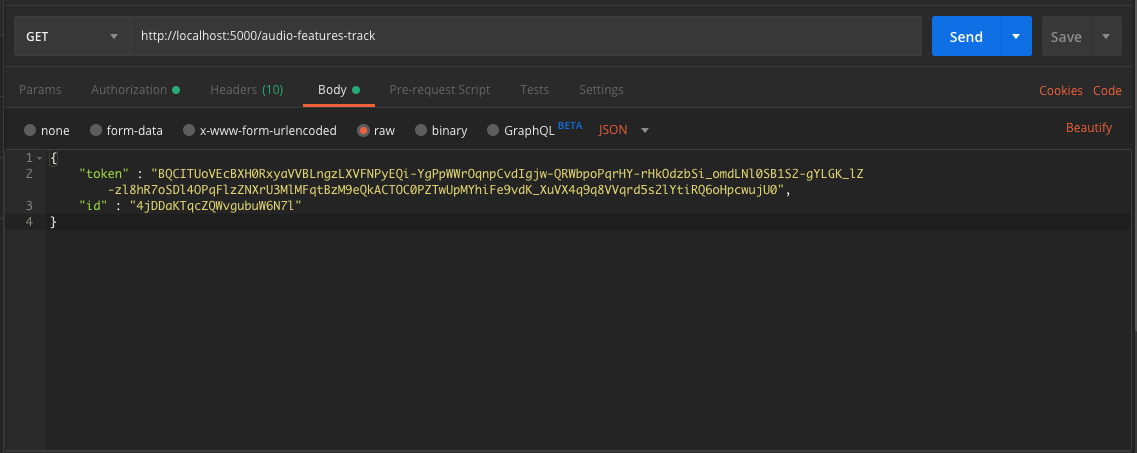 GET http://localhost:5000/audio-features-track Send Save
Params Authorization Headers (10) Body Pre-request Script Tests Settings Cookies Code
none form-data x-www-form-urlencoded raw binary GraphQL BETA JSON Beautify
1 {
2 "token" : "BQCITUoVEcBXH0RxyaVVBLngzLXVFNPyEQi-YgPpWWrOqnpCvdIgjw-QRWbpoPqrHY-rHkOdzbSi_omdLNl0SB1S2-gYLGK_lZ
-zl8hR7oSDl4OPqFlzZNXrU3MlMFqtBzM9eQkACTOC0PZTwUpMYhiFe9vdK_XuVX4q9q8VVqrd5s2lYtiRQ6oHpcwujU0",
3 "id" : "4jDDaKTqcZQWvgubuW6N7l"
4 }